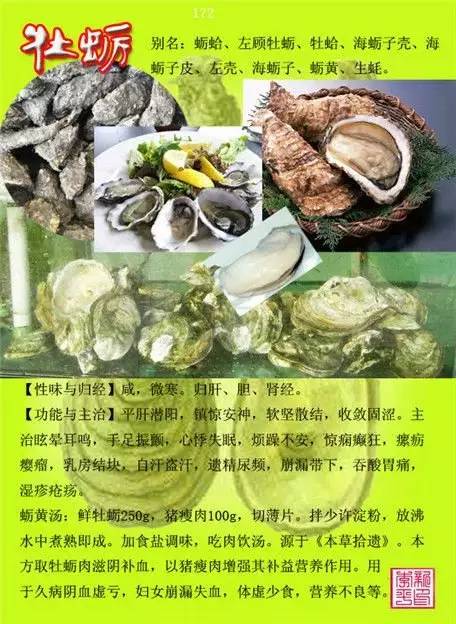 172
牡蛎
别名：蛎蛤、左顾牡蛎、牡蛤、海蛎子壳、海
蛎子皮、左壳、海蛎子、蛎黄、生蚝。
【性味与归经】咸，微寒。归肝、胆、肾经。
【功能与主治】平肝潜阳，镇惊安神，软坚散结，收敛固涩。主
治眩晕耳鸣，手足振颤，心悸失眠，烦躁不安，惊痫癫狂，瘰疬
瘿瘤，乳房结块，自汗盗汗，遗精尿频，崩漏带下，吞酸胃痛，
湿疹疮疡。
蛎黄汤：鲜牡蛎250g，猪瘦肉100g，切薄片。拌少许淀粉，放沸
水中煮熟即成。加食盐调味，吃肉饮汤。源于《本草拾遗》。本
方取牡蛎肉滋阴补血，以猪瘦肉增强其补益营养作用。用
于久病阴血虚亏，妇女崩漏失血，体虚少食，营养不良等。